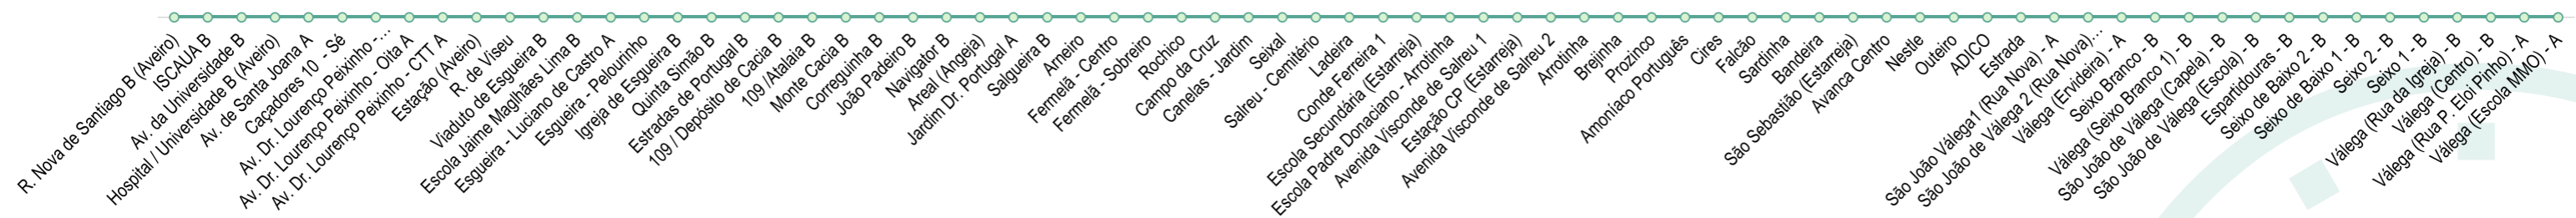 R. Nova de Santiago B (Aveiro)
ISCAUA B
Av. da Universidade B
Hospital / Universidade B (Aveiro)
Av. de Santa Joana A
Caçadores 10 - Sé
Av. Dr. Lourenço Peixinho -...
Av. Dr. Lourenço Peixinho - Oita A
Av. Dr. Lourenço Peixinho - CTT A
Estação (Aveiro)
R. de Viseu
Viaduto de Esgueira B
Escola Jaime Maglhães Lima B
Esgueira - Luciano de Castro A
Esgueira - Pelourinho
Igreja de Esgueira B
Quinta Simão B
Estradas de Portugal B
109 / Depósito de Cacia B
109 /Atalaia B
Monte Cacia B
Correguinha B
João Padeiro B
Navigator B
Areal (Angeja)
Jardim Dr. Portugal A
Salgueira B
Arneiro
Fermelã - Centro
Fermelã - Sobreiro
Rochico
Campo da Cruz
Canelas - Jardim
Seixal
Salreu - Cemitério
Ladeira
Conde Ferreira 1
Escola Secundária (Estarreja)
Escola Padre Donaciano - Arrotinha
Avenida Visconde de Salreu 1
Estação CP (Estarreja)
Avenida Visconde de Salreu 2
Arrotinha
Brejinha
Prozinco
Amoníaco Português
Cires
Falcão
Sardinha
Bandeira
São Sebastião (Estarreja)
Avanca Centro
Nestle
Outeiro
ADICO
Estrada
São João Válega1 (Rua Nova) - A
São João de Válega 2 (Rua Nova)...
Válega (Ervideira) - A
Seixo Branco - B
Válega (Seixo Branco 1) - B
São João de Válega (Capela) - B
São João de Válega (Escola) - B
Espartidouras - B
Seixo de Baixo 2 - B
Seixo de Baixo 1 - B
Seixo 2 - B
Seixo 1 - B
Válega (Rua da Igreja) - B
Válega (Centro) - B
Válega (Rua P. Eloi Pinho) - A
Válega (Escola MMO) - A